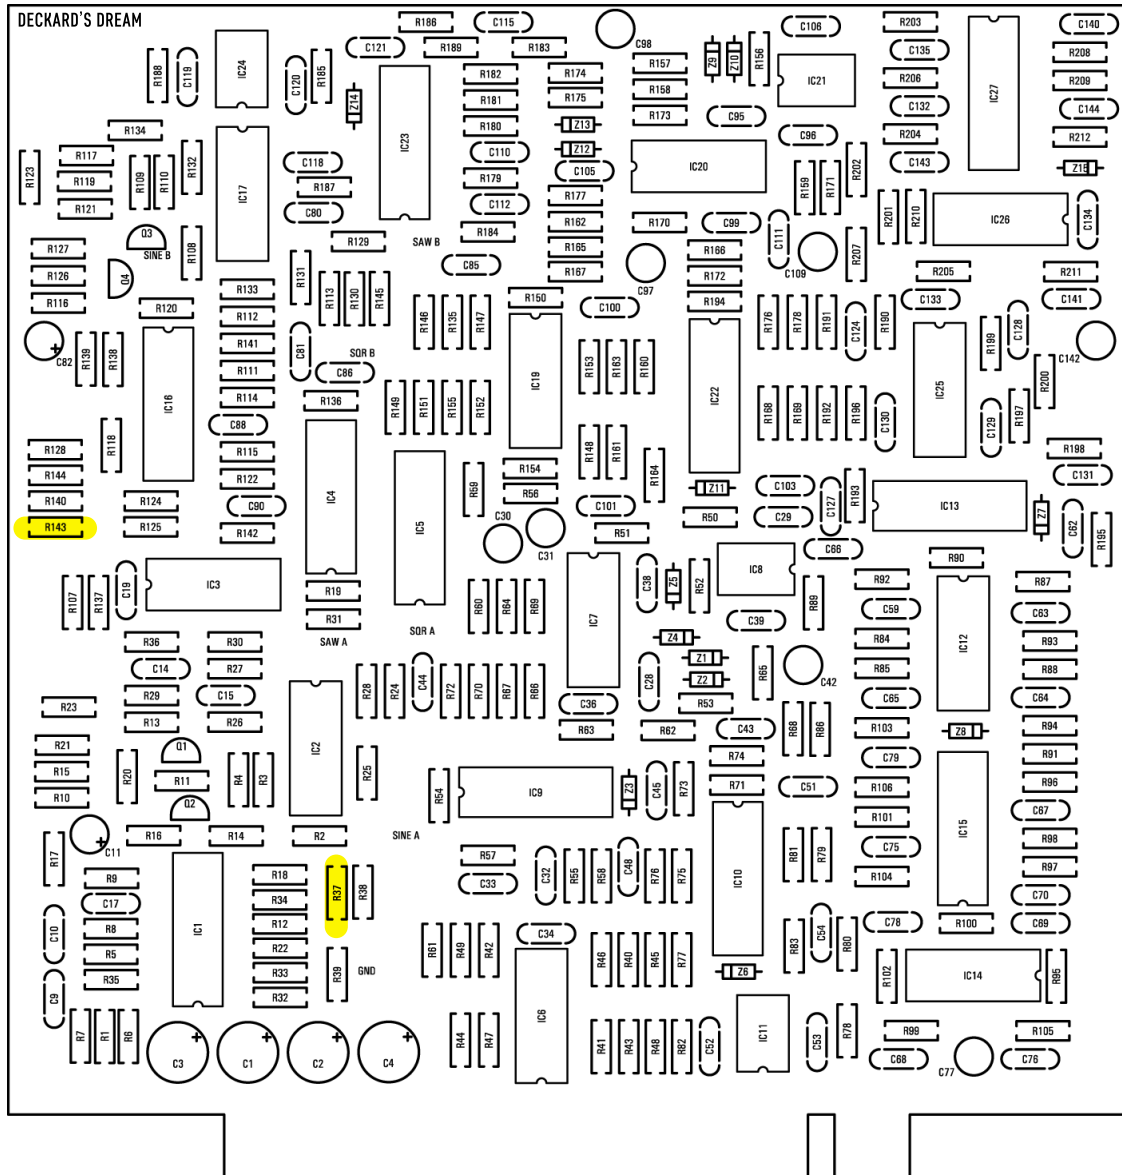 DECKARD'S DREAM
R186 C115 C98 C106 R203 C140
C121 R189 R183 R156 C135 R208
R188 C119 IC24 C120 R185 Z14 IC23 R182 R174 R157 Z9 Z10 IC21 R206 IC27 R209
R181 R175 R158 C132 C144
R134 R180 Z13 R173 C95 C96 R204 R212
R123 R117 R109 R110 R132 IC17 C118 C110 Z12 IC20 C143 Z15
R119 R187 R179 C105 R159 R171 R202
R121 C80 C112 R177 R201 R210 IC26 C134
Q3 SINE B R108 R129 SAW B R184 R162 R170 C99 C111 C109 R207
R127 Q4 R131 C85 R165 C97 R166 R205 R211
R126 R133 R113 R130 R145 R167 R172 C133 C141
R116 R120 R112 R146 R135 R147 R150 C100 R194 R176 R178 R191 C124 R190
C82 R139 R138 IC16 R141 C81 SQR B IC19 R153 R163 R160 IC22 IC25 R199 C128 R200 C142
R111 C86
R114 R136 R149 R151 R155 R152 R168 R169 R192 R196 C130 C129 R197
R118 C88
R128 R115 IC4 IC5 R59 R154 R148 R161 R164 R198
R144 R122 R56 Z11 C103 C127 R193 IC13 C131
R140 R124 C90 C30 C31 C101 R50 C29 Z7 C62 R195
R143 R125 R142 R51 C66
IC3 IC7 C38 Z5 R52 IC8 R90
R107 R137 C19 R19 R60 R64 R69 R89 R92 IC12 R87
R31 C39 C59 C63
R36 R30 SAW A SQR A Z4 R84 R93
C14 R27 R28 R24 C44 R72 R70 R67 R66 C28 Z1 R65 C42 R85 R88
R29 C15 Z2 C65 C64
R23 R13 R26 IC2 C36 R53 R68 R86
R63 R62 C43 R103 Z8 R94
R21 Q1 R74 C79 R91
R15 R20 R11 R4 R3 R25 R54 IC9 Z3 C45 R73 R71 C51 R106 IC15 R96
R10 Q2 R101 C67
C11 R16 R14 R2 SINE A IC10 R81 R79 C75 R98
R17 R9 IC1 R18 R37 R38 R57 C32 R55 R58 C48 R76 R75 R104 R97
C17 R34 C33 C70
C10 R8 R12 R61 R49 R42 C34 R83 C54 R80 C78 R100 C69
R5 R22 R46 R40 R45 R77
R35 R33 R39 GND IC6 Z6 R102 IC14 R95
C9 R32
R7 R1 R6 R44 R47 R41 R43 R48 R82 C52 IC11 C53 R78 R99 R105
C3 C1 C2 C4 C68 C77 C76